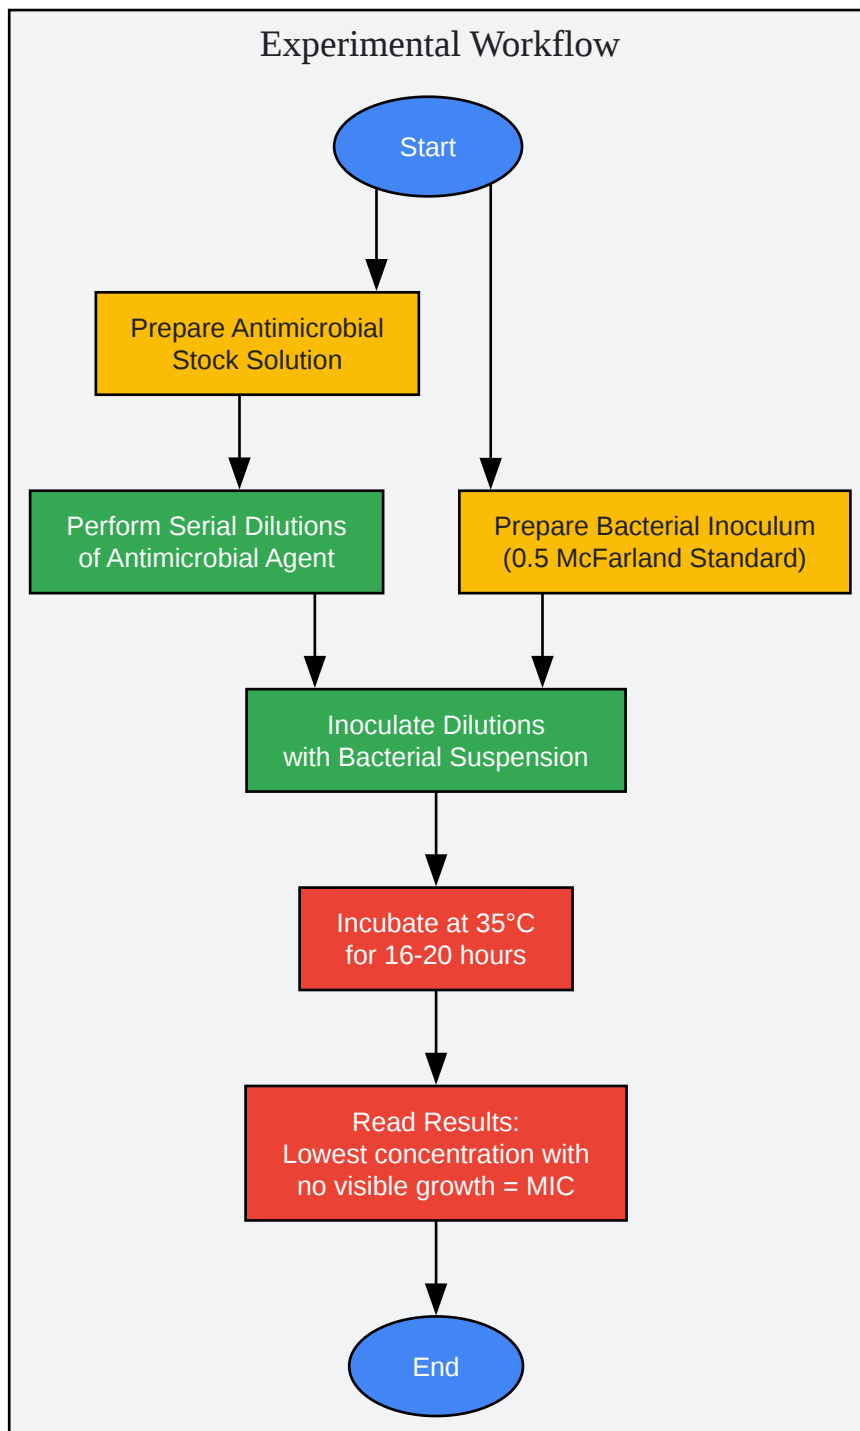 Experimental Workflow
Start
Prepare Antimicrobial
Stock Solution
Perform Serial Dilutions
of Antimicrobial Agent
Prepare Bacterial Inoculum
(0.5 McFarland Standard)
Inoculate Dilutions
with Bacterial Suspension
Incubate at 35°C
for 16-20 hours
Read Results:
Lowest concentration with
no visible growth = MIC
End